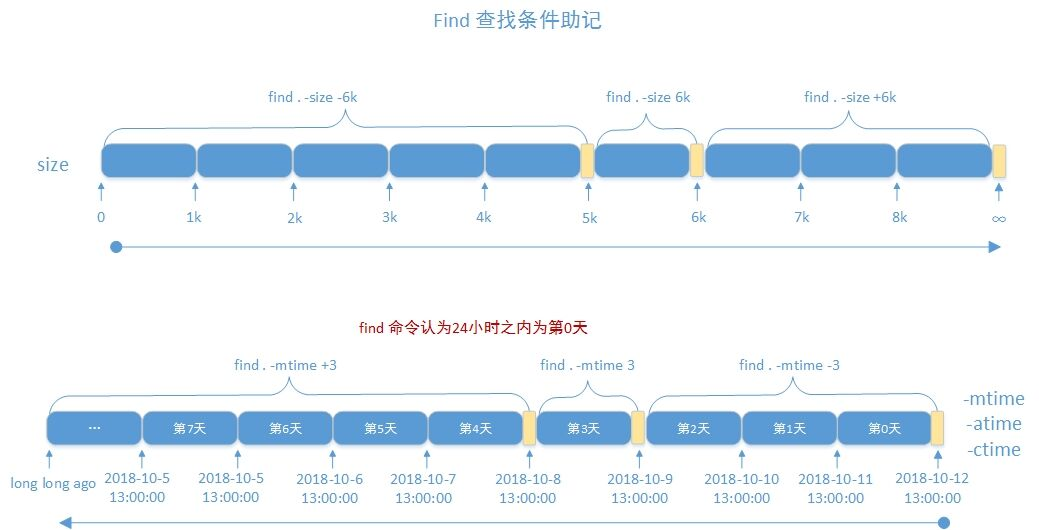 Find 查找条件助记
find . -size -6k
find . -size 6k
find . -size +6k
size
0
1k
2k
3k
4k
5k
6k
7k
8k
∞
find 命令认为24小时之内为第0天
find . -mtime +3
find . -mtime 3
find . -mtime -3
...
第7天
第6天
第5天
第4天
第3天
第2天
第1天
第0天
-mtime
-atime
-ctime
long long ago
2018-10-5
13:00:00
2018-10-5
13:00:00
2018-10-6
13:00:00
2018-10-7
13:00:00
2018-10-8
13:00:00
2018-10-9
13:00:00
2018-10-10
13:00:00
2018-10-11
13:00:00
2018-10-12
13:00:00